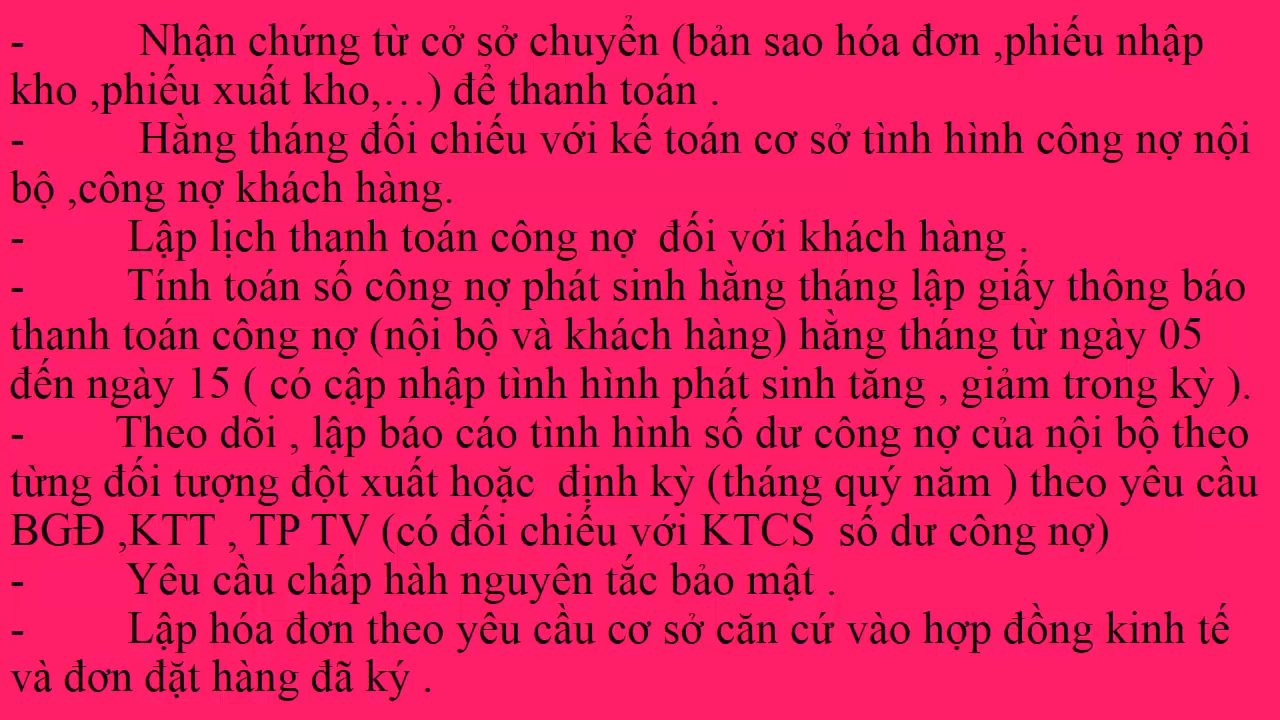 - Nhận chứng từ cở sở chuyển (bản sao hóa đơn ,phiếu nhập
kho ,phiếu xuất kho,…) để thanh toán .
- Hằng tháng đối chiếu với kế toán cơ sở tình hình công nợ nội
bộ ,công nợ khách hàng.
- Lập lịch thanh toán công nợ đối với khách hàng .
- Tính toán số công nợ phát sinh hằng tháng lập giấy thông báo
thanh toán công nợ (nội bộ và khách hàng) hằng tháng từ ngày 05
đến ngày 15 ( có cập nhập tình hình phát sinh tăng , giảm trong kỳ ).
- Theo dõi , lập báo cáo tình hình số dư công nợ của nội bộ theo
từng đối tượng đột xuất hoặc định kỳ (tháng quý năm ) theo yêu cầu
BGĐ ,KTT , TP TV (có đối chiếu với KTCS số dư công nợ)
- Yêu cầu chấp hàh nguyên tắc bảo mật .
- Lập hóa đơn theo yêu cầu cơ sở căn cứ vào hợp đồng kinh tế
và đơn đặt hàng đã ký .